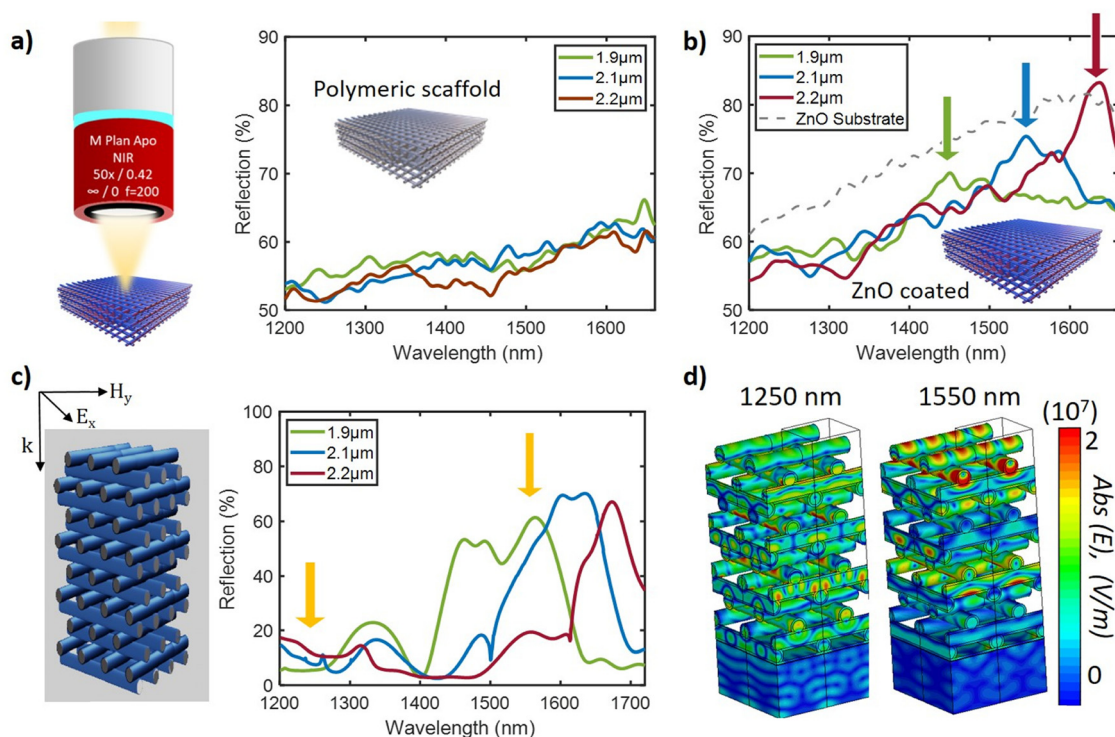 a)
M Plan Apo
NIR
50x / 0.42
∞ / 0 f=200
90
80
70
60
50
Reflection (%)
Polymeric scaffold
1.9µm
2.1µm
2.2µm
1200
1300
1400
1500
1600
Wavelength (nm)
b)
90
80
70
60
50
Reflection (%)
1.9µm
2.1µm
2.2µm
ZnO Substrate
ZnO coated
1200
1300
1400
1500
1600
Wavelength (nm)
c)
H_y
E_x
k
100
80
60
40
20
0
Reflection (%)
1.9µm
2.1µm
2.2µm
1200
1300
1400
1500
1600
1700
Wavelength (nm)
d)
1250 nm
1550 nm
(10⁷)
2
0
Abs (E), (V/m)